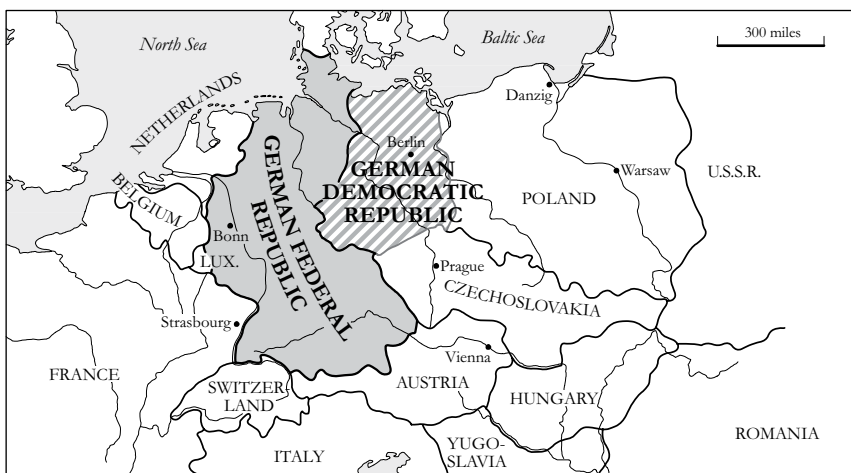 North Sea
Baltic Sea
300 miles
NETHERLANDS
Danzig
BELGIUM
GERMAN FEDERAL
REPUBLIC
Berlin
GERMAN
DEMOCRATIC
REPUBLIC
Warsaw
U.S.S.R.
POLAND
Bonn
LUX.
Prague
CZECHOSLOVAKIA
Strasbourg
Vienna
FRANCE
SWITZER-
LAND
AUSTRIA
HUNGARY
ITALY
YUGO-
SLAVIA
ROMANIA